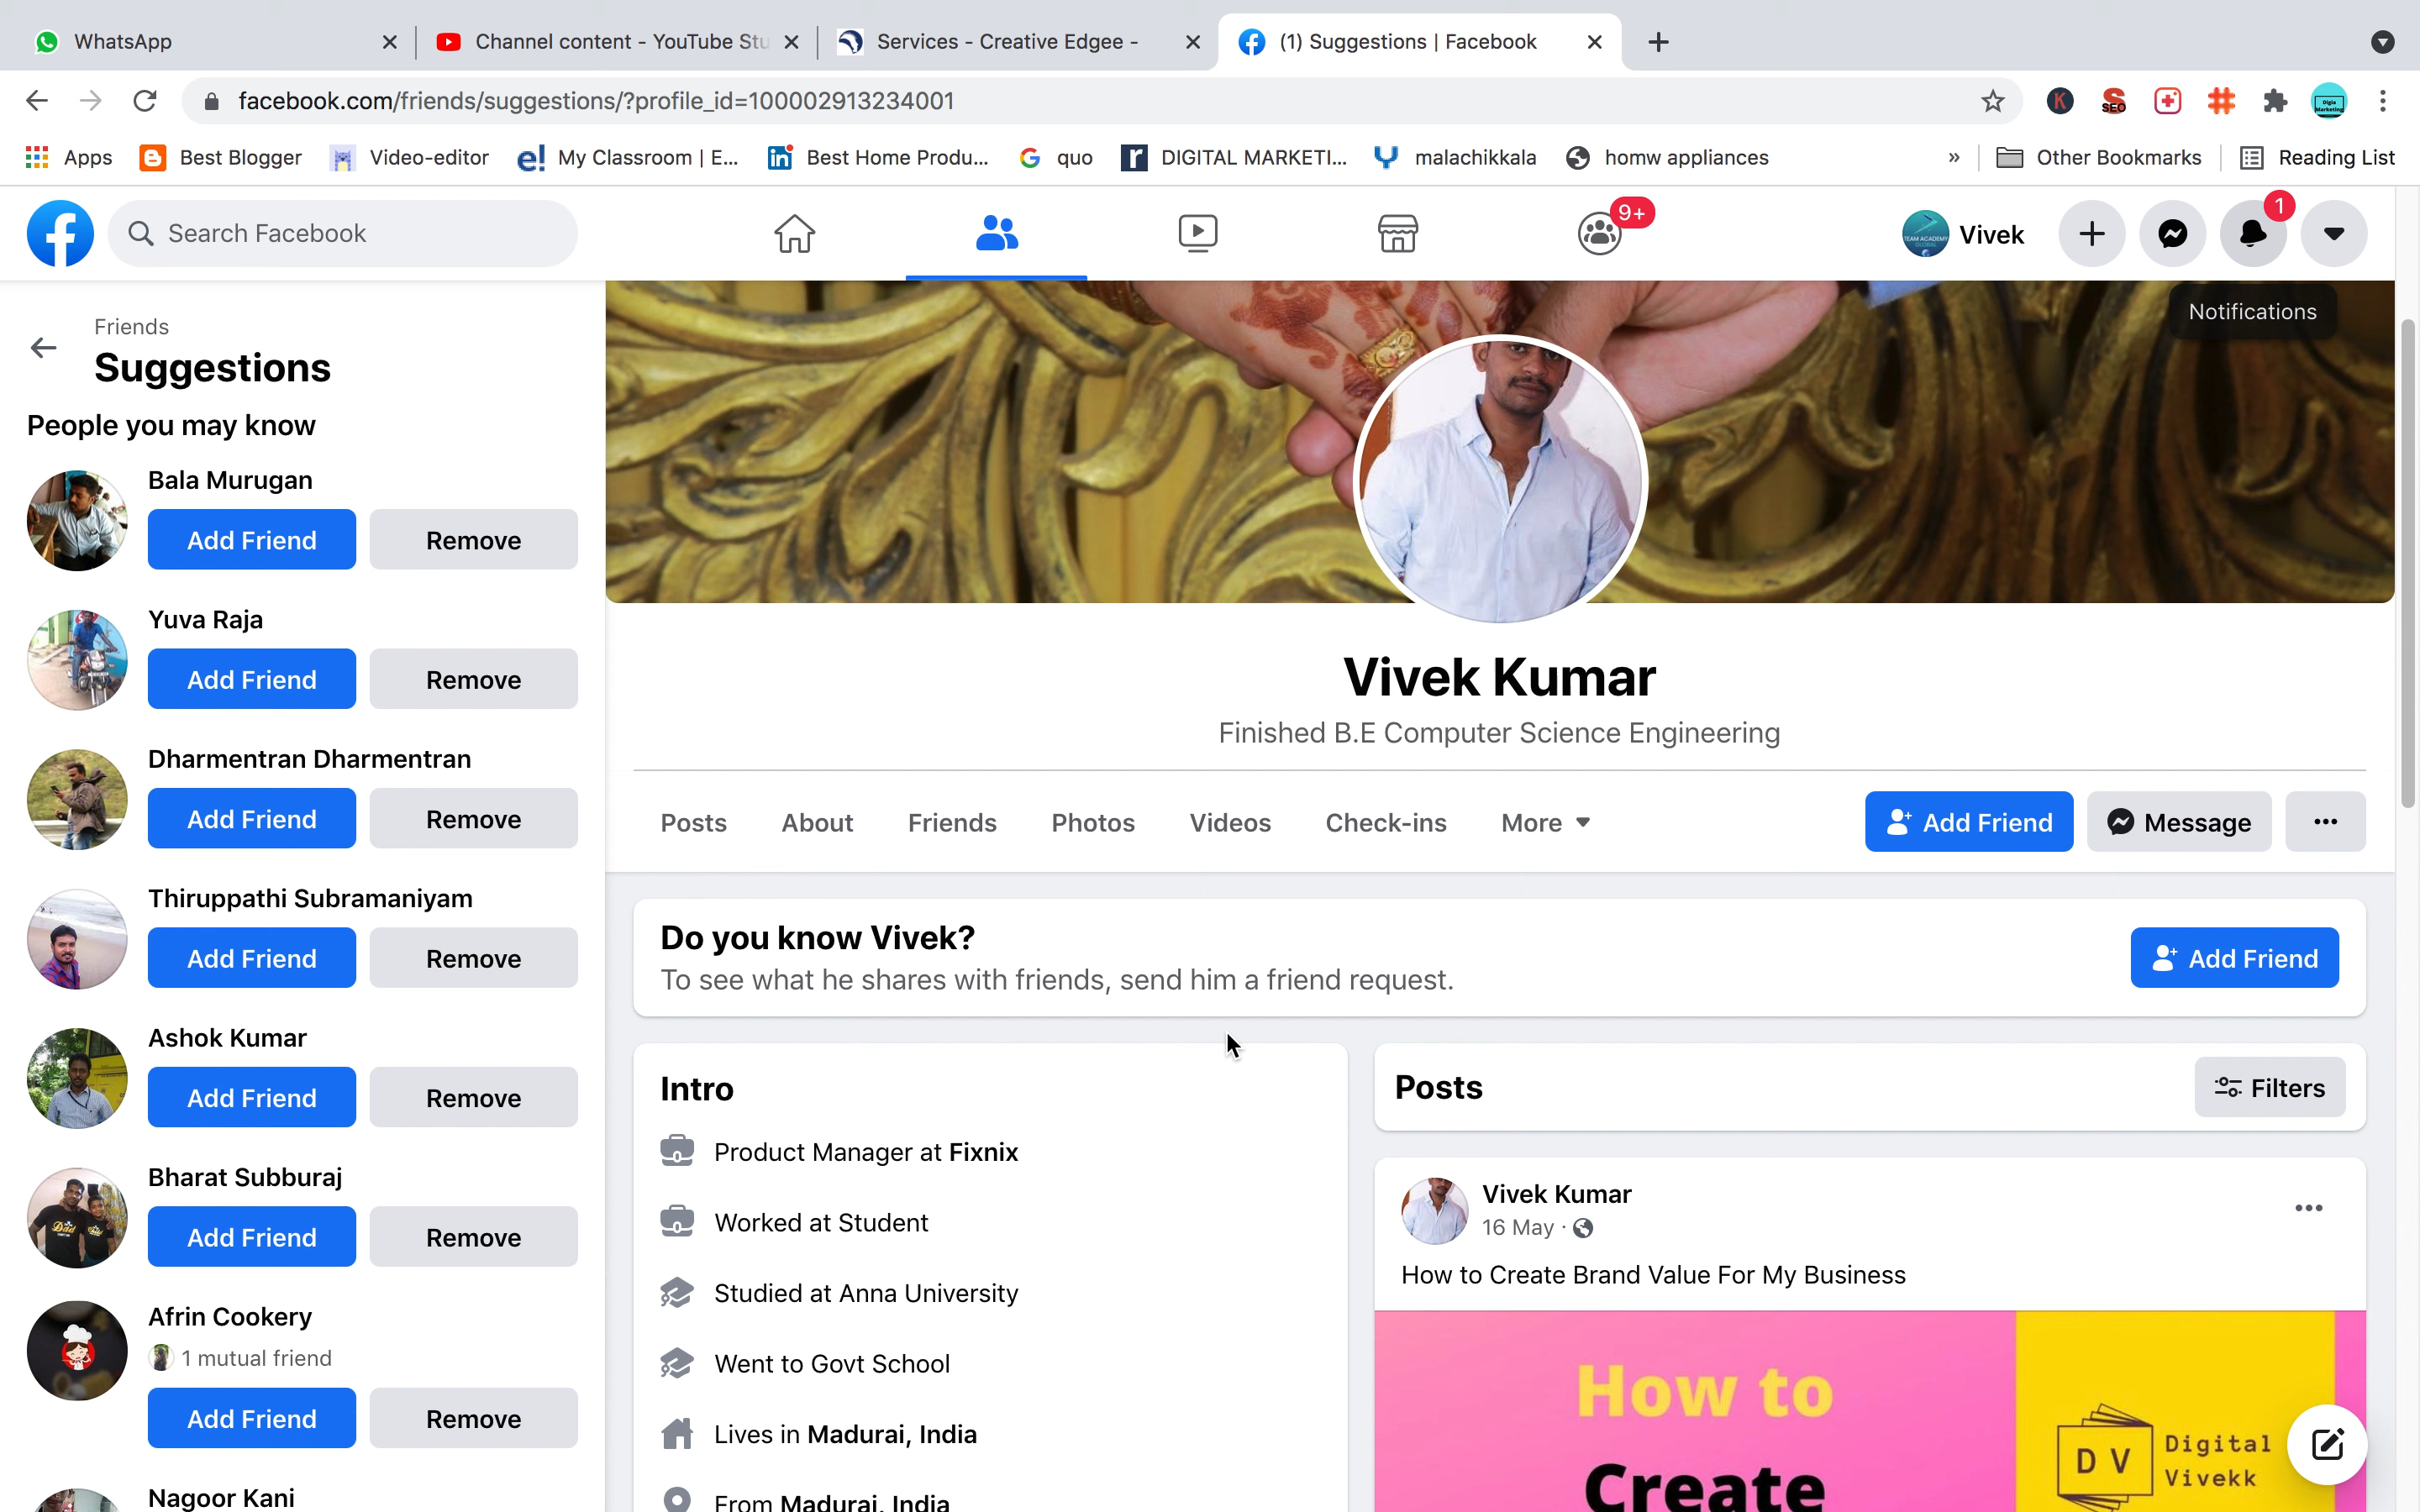 WhatsApp
Channel content - YouTube Stu
Services - Creative Edgee -
(1) Suggestions | Facebook
facebook.com/friends/suggestions/?profile_id=100002913234001
K
SEO
Digia
Marketing
Apps
Best Blogger
Video-editor
My Classroom | E...
Best Home Produ...
quo
DIGITAL MARKETI...
malachikkala
homw appliances
»
Other Bookmarks
Reading List
Search Facebook
9+
TEAM ACADEMY
GLOBAL
Vivek
1
Notifications
Friends
Suggestions
People you may know
Bala Murugan
Add Friend
Remove
Yuva Raja
Add Friend
Remove
Dharmentran Dharmentran
Add Friend
Remove
Thiruppathi Subramaniyam
Add Friend
Remove
Ashok Kumar
Add Friend
Remove
Bharat Subburaj
Add Friend
Remove
Afrin Cookery
1 mutual friend
Add Friend
Remove
Nagoor Kani
Vivek Kumar
Finished B.E Computer Science Engineering
Posts
About
Friends
Photos
Videos
Check-ins
More
Add Friend
Message
Do you know Vivek?
To see what he shares with friends, send him a friend request.
Add Friend
Intro
Product Manager at Fixnix
Worked at Student
Studied at Anna University
Went to Govt School
Lives in Madurai, India
From Madurai, India
Posts
Filters
Vivek Kumar
16 May ·
How to Create Brand Value For My Business
How to
Create
D V
Digital
Vivekk